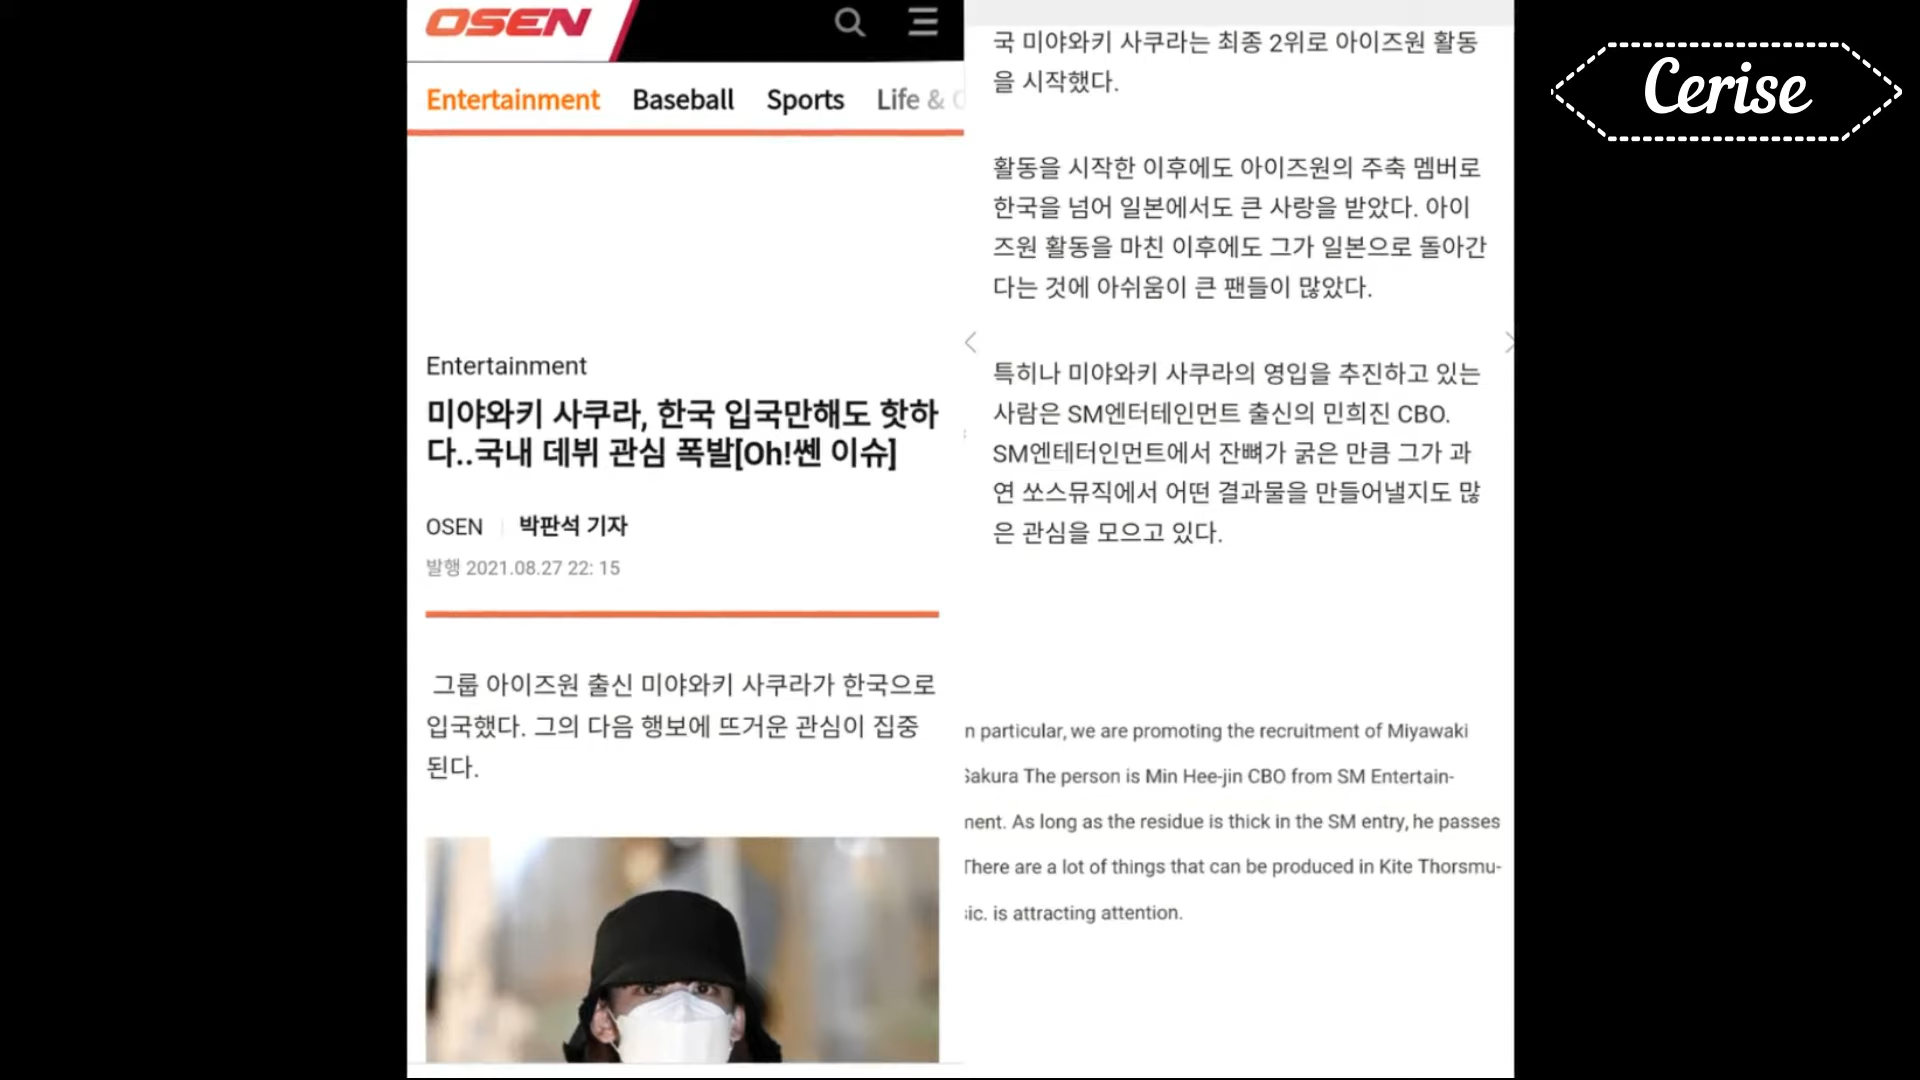 OSEN
Entertainment Baseball Sports Life &
Entertainment
미야와키 사쿠라, 한국 입국만해도 핫하
다..국내 데뷔 관심 폭발[Oh!쎈 이슈]
OSEN 박판석 기자
발행 2021.08.27 22: 15
그룹 아이즈원 출신 미야와키 사쿠라가 한국으로
입국했다. 그의 다음 행보에 뜨거운 관심이 집중
된다.
국 미야와키 사쿠라는 최종 2위로 아이즈원 활동
을 시작했다.
활동을 시작한 이후에도 아이즈원의 주축 멤버로
한국을 넘어 일본에서도 큰 사랑을 받았다. 아이
즈원 활동을 마친 이후에도 그가 일본으로 돌아간
다는 것에 아쉬움이 큰 팬들이 많았다.
특히나 미야와키 사쿠라의 영입을 추진하고 있는
사람은 SM엔터테인먼트 출신의 민희진 CBO.
SM엔테터인먼트에서 잔뼈가 굵은 만큼 그가 과
연 쏘스뮤직에서 어떤 결과물을 만들어낼지도 많
은 관심을 모으고 있다.
n particular, we are promoting the recruitment of Miyawaki
Sakura The person is Min Hee-jin CBO from SM Entertain-
ment. As long as the residue is thick in the SM entry, he passes
There are a lot of things that can be produced in Kite Thorsmu-
sic. is attracting attention.
Cerise